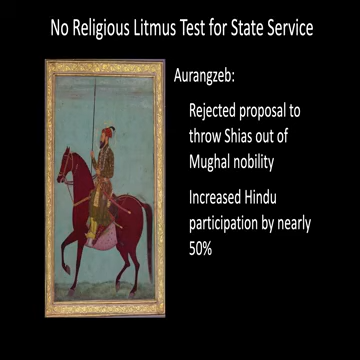 No Religious Litmus Test for State Service
Aurangzeb:
Rejected proposal to
throw Shias out of
Mughal nobility
Increased Hindu
participation by nearly
50%